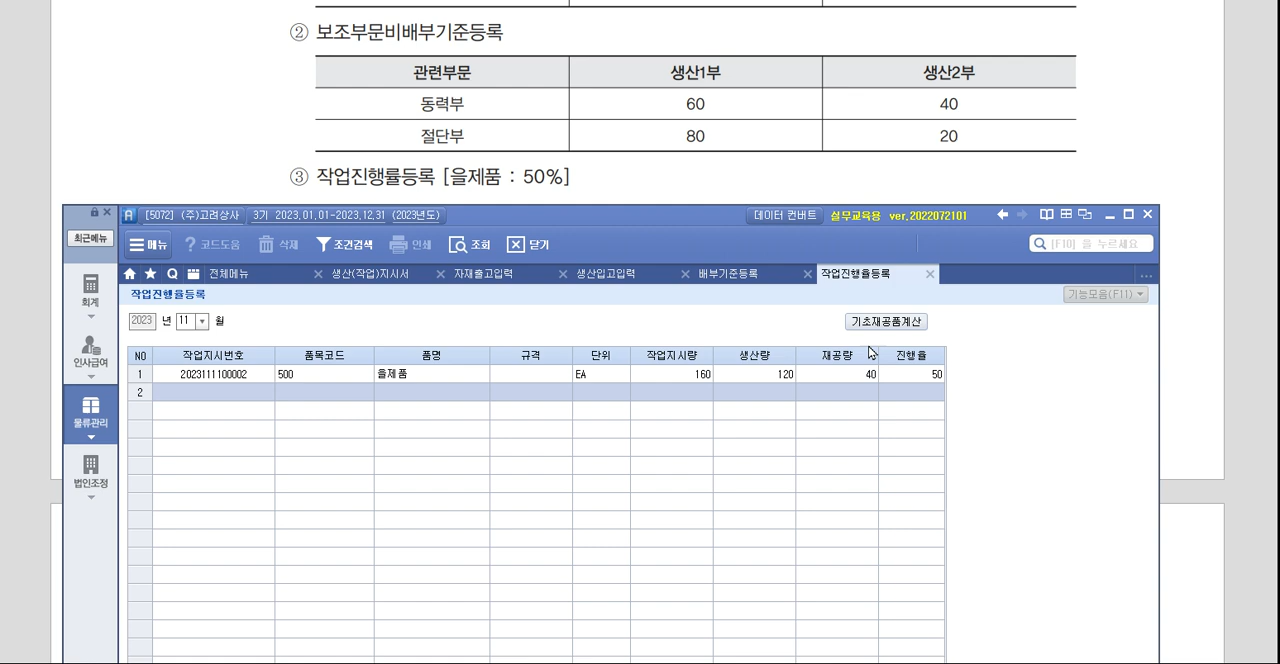 ② 보조부문비배부기준등록
관련부문 생산1부 생산2부
동력부 60 40
절단부 80 20
③ 작업진행률등록 [을제품 : 50%]
[5072] (주)고려상사 3기 2023.01.01-2023.12.31 (2023년도) 데이터 컨버트 실무교육용 ver.2022072101
최근메뉴
메뉴 ? 코드도움 삭제 조건검색 인쇄 조회 닫기 [F10] 을 누르세요
전체메뉴 생산(작업)지시서 자재출고입력 생산입고입력 배부기준등록 작업진행율등록 ...
작업진행율등록 기능모음(F11)
회계
인사급여
물류관리
법인조정
2023 년 11 월 기초재공품계산
NO 작업지시번호 품목코드 품명 규격 단위 작업지시량 생산량 재공량 진행율
1 2023111100002 500 을제품 EA 160 120 40 50
2